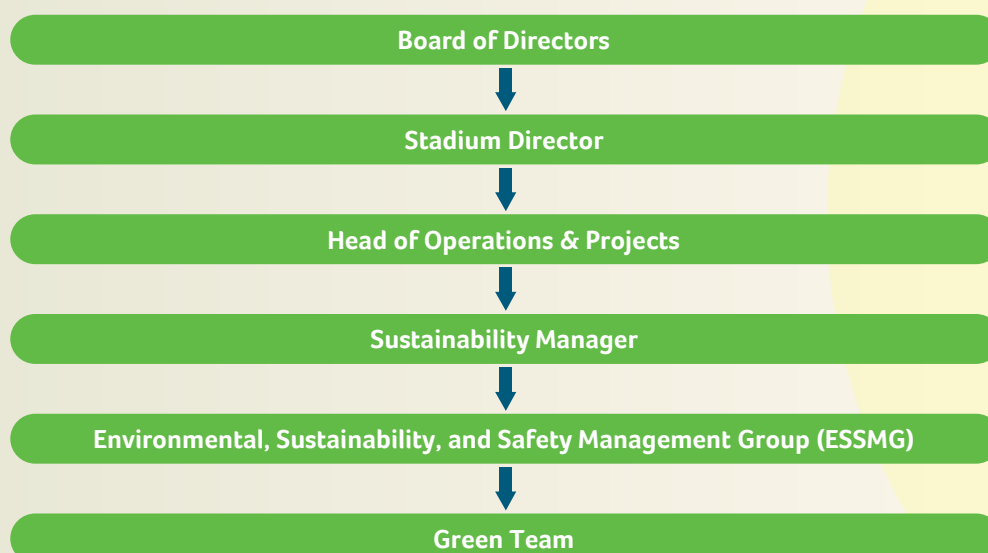 Board of Directors
Stadium Director
Head of Operations & Projects
Sustainability Manager
Environmental, Sustainability, and Safety Management Group (ESSMG)
Green Team